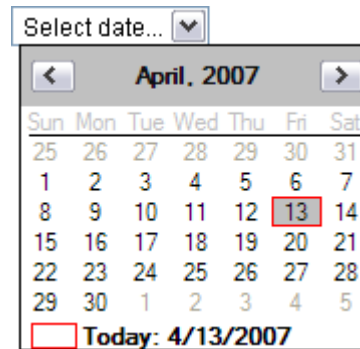 Select date...
April, 2007
Sun Mon Tue Wed Thu Fri Sat
25 26 27 28 29 30 31
1 2 3 4 5 6 7
8 9 10 11 12 13 14
15 16 17 18 19 20 21
22 23 24 25 26 27 28
29 30 1 2 3 4 5
Today: 4/13/2007